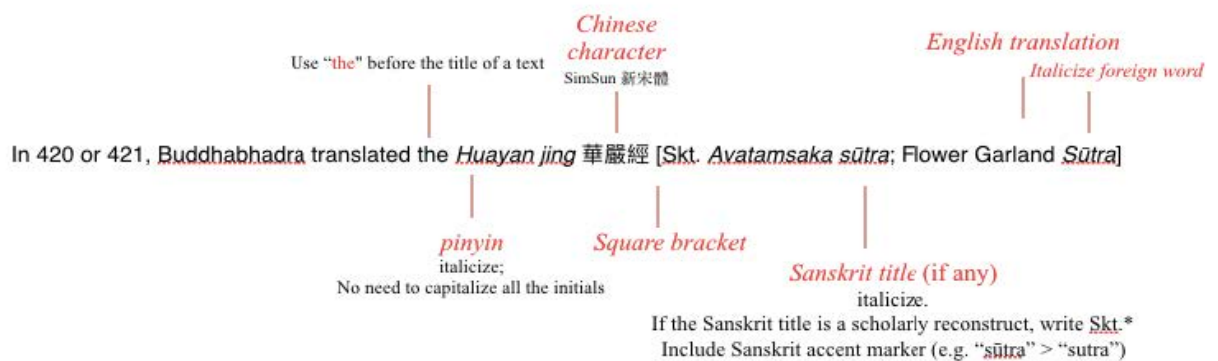 Chinese
character
SimSun 新宋體
Use “the" before the title of a text
English translation
Italicize foreign word
In 420 or 421, Buddhabhadra translated the Huayan jing 華嚴經 [Skt. Avatamsaka sūtra; Flower Garland Sūtra]
pinyin
italicize;
No need to capitalize all the initials
Square bracket
Sanskrit title (if any)
italicize.
If the Sanskrit title is a scholarly reconstruct, write Skt.*
Include Sanskrit accent marker (e.g. “sūtra” > “sutra”)